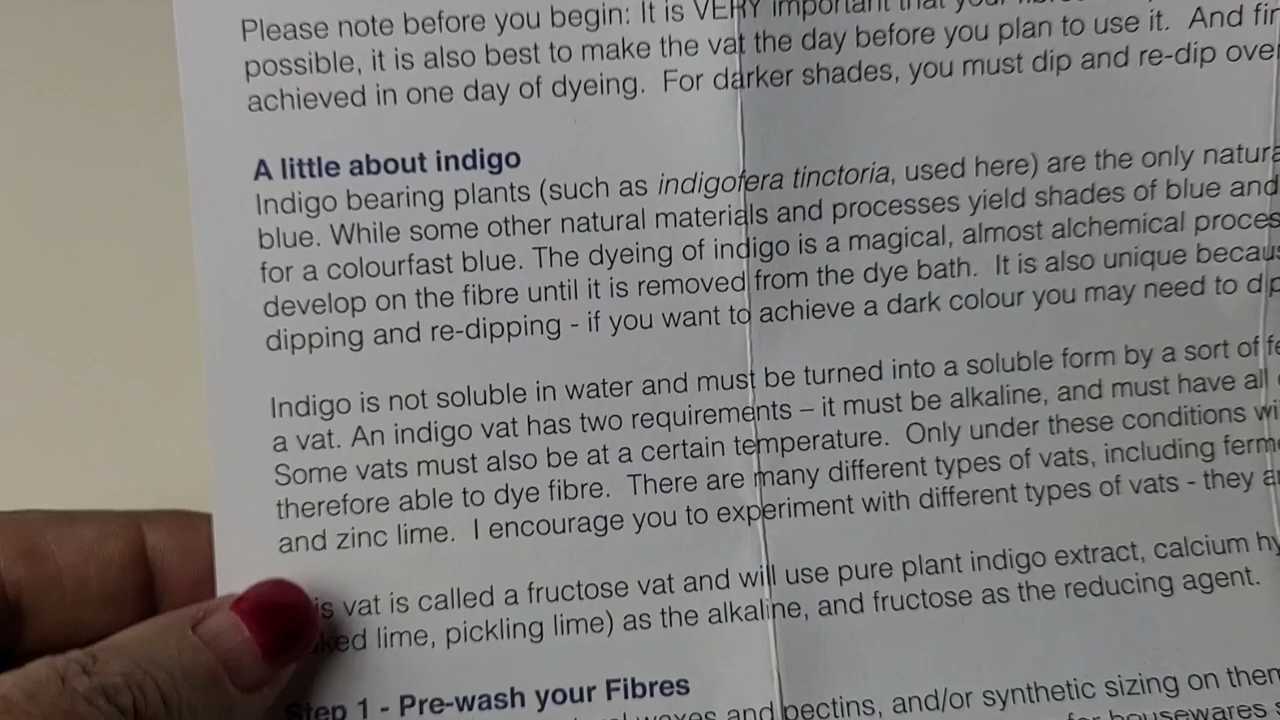 Please note before you begin: It is VERY important that your
possible, it is also best to make the vat the day before you plan to use it. And
achieved in one day of dyeing. For darker shades, you must dip and re-dip over
A little about indigo
Indigo bearing plants (such as indigofera tinctoria, used here) are the only
blue. While some other natural materials and processes yield shades of blue and
for a colourfast blue. The dyeing of indigo is a magical, almost alchemical
develop on the fibre until it is removed from the dye bath. It is also unique
dipping and re-dipping - if you want to achieve a dark colour you may need to
Indigo is not soluble in water and must be turned into a soluble form by a sort of
a vat. An indigo vat has two requirements – it must be alkaline, and must have all
Some vats must also be at a certain temperature. Only under these conditions
therefore able to dye fibre. There are many different types of vats, including
and zinc lime. I encourage you to experiment with different types of vats - they
vat is called a fructose vat and will use pure plant indigo extract, calcium
lime, pickling lime) as the alkaline, and fructose as the reducing agent.
Step 1 - Pre-wash your Fibres
waxes and pectins, and/or synthetic sizing on
for housewares